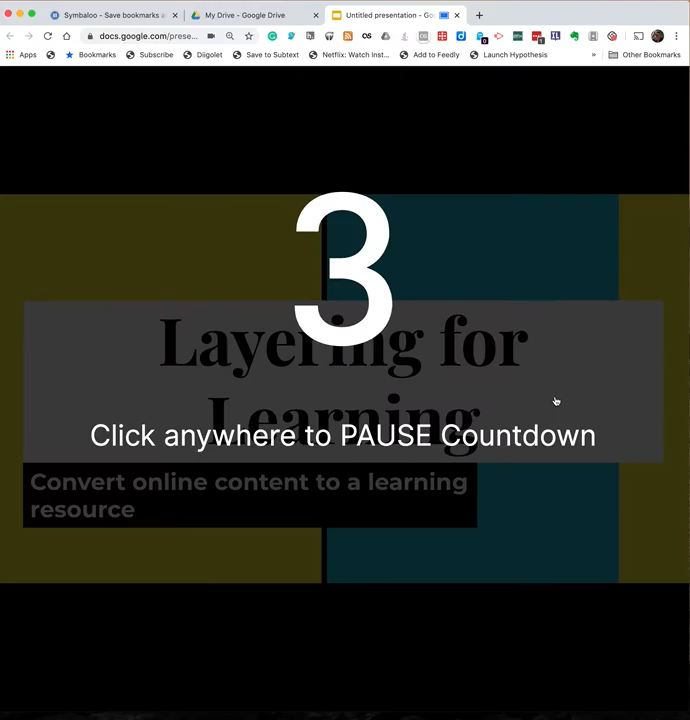 Symbaloo - Save bookmarks a
My Drive - Google Drive
Untitled presentation - Go
docs.google.com/prese...
Apps
Bookmarks
Subscribe
Diigolet
Save to Subtext
Netflix: Watch Inst...
Add to Feedly
Launch Hypothesis
»
Other Bookmarks
3
Layering for
Learning
Click anywhere to PAUSE Countdown
Convert online content to a learning
resource